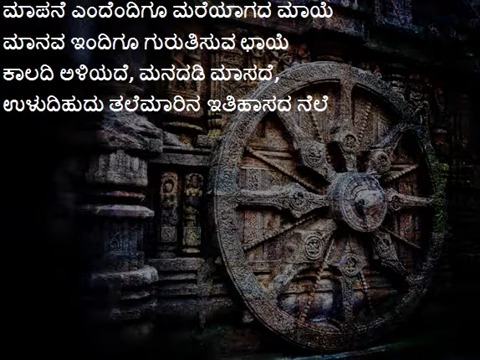 ಮಾಪನೆ ಎಂದೆಂದಿಗೂ ಮರೆಯಾಗದ ಮಾಯೆ
ಮಾನವ ಇಂದಿಗೂ ಗುರುತಿಸುವ ಛಾಯೆ
ಕಾಲದಿ ಅಳಿಯದೆ, ಮನದಡಿ ಮಾಸದೆ,
ಉಳುದಿಹುದು ತಲೆಮಾರಿನ ಇತಿಹಾಸದ ನೆಲೆ